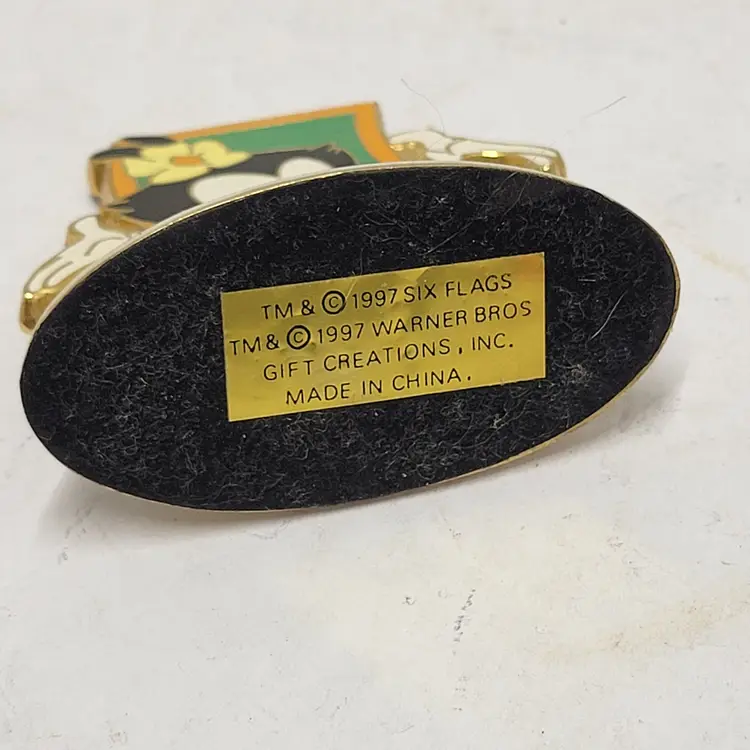 TM & © 1997 SIX FLAGS
TM & © 1997 WARNER BROS
GIFT CREATIONS, INC.
MADE IN CHINA.